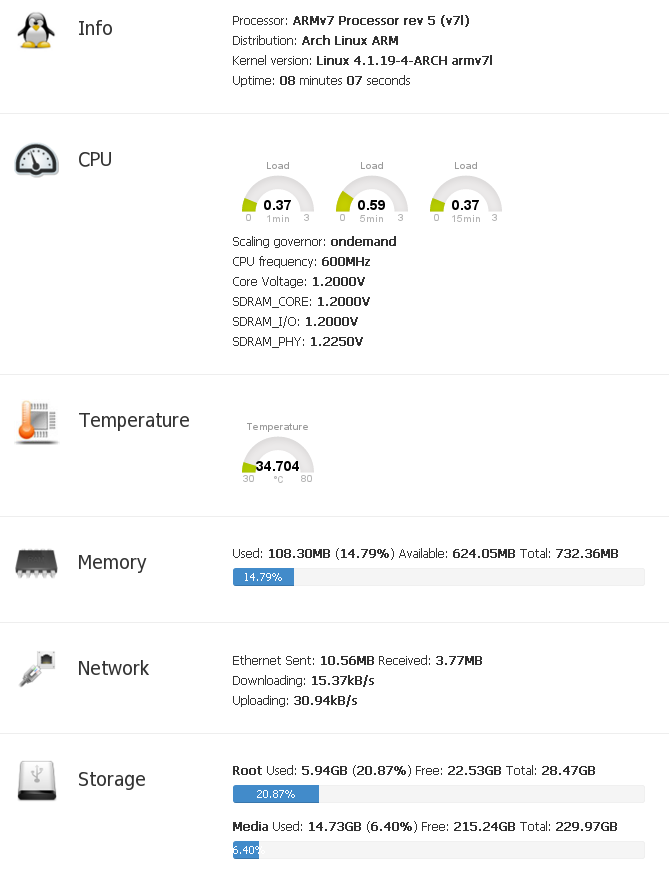 Info
Processor: ARMv7 Processor rev 5 (v7l)
Distribution: Arch Linux ARM
Kernel version: Linux 4.1.19-4-ARCH armv7l
Uptime: 08 minutes 07 seconds
CPU
Load Load Load
0.37 0.59 0.37
0 1min 3 0 5min 3 0 15min 3
Scaling governor: ondemand
CPU frequency: 600MHz
Core Voltage: 1.2000V
SDRAM_CORE: 1.2000V
SDRAM_I/O: 1.2000V
SDRAM_PHY: 1.2250V
Temperature
Temperature
34.704
30 °C 80
Memory
Used: 108.30MB (14.79%) Available: 624.05MB Total: 732.36MB
14.79%
Network
Ethernet Sent: 10.56MB Received: 3.77MB
Downloading: 15.37kB/s
Uploading: 30.94kB/s
Storage
Root Used: 5.94GB (20.87%) Free: 22.53GB Total: 28.47GB
20.87%
Media Used: 14.73GB (6.40%) Free: 215.24GB Total: 229.97GB
6.40%